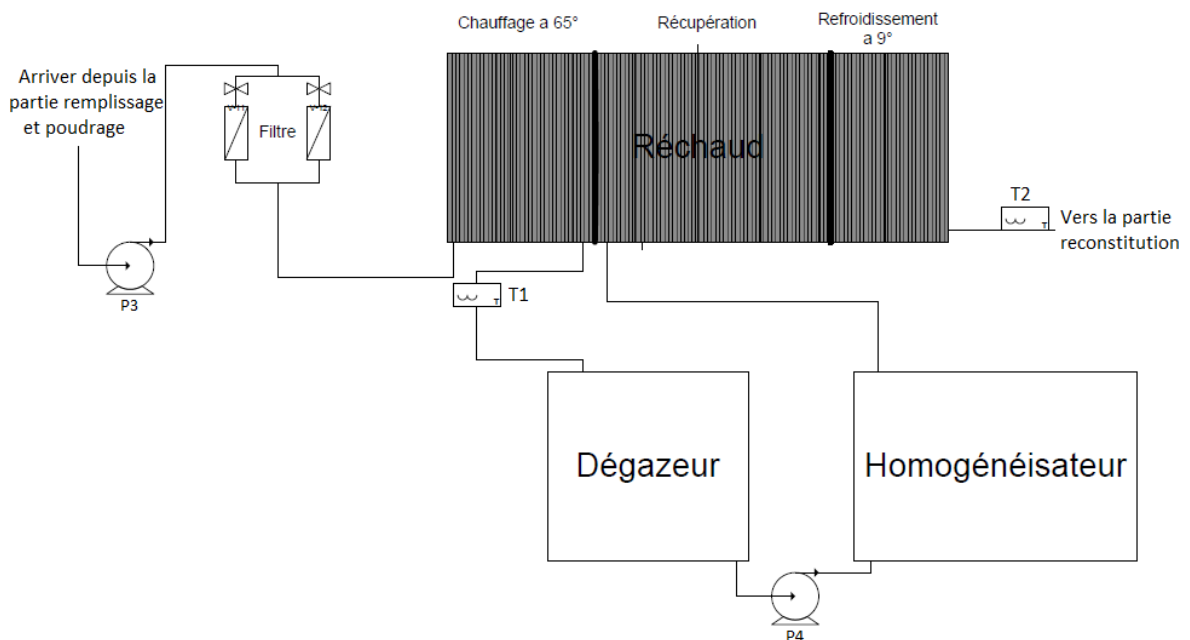 Chauffage a 65°
Récupération
Refroidissement
a 9°
Arriver depuis la
partie remplissage
et poudrage
Filtre
Réchaud
T2
Vers la partie
reconstitution
T1
T
T
P3
Dégazeur
Homogénéisateur
P4